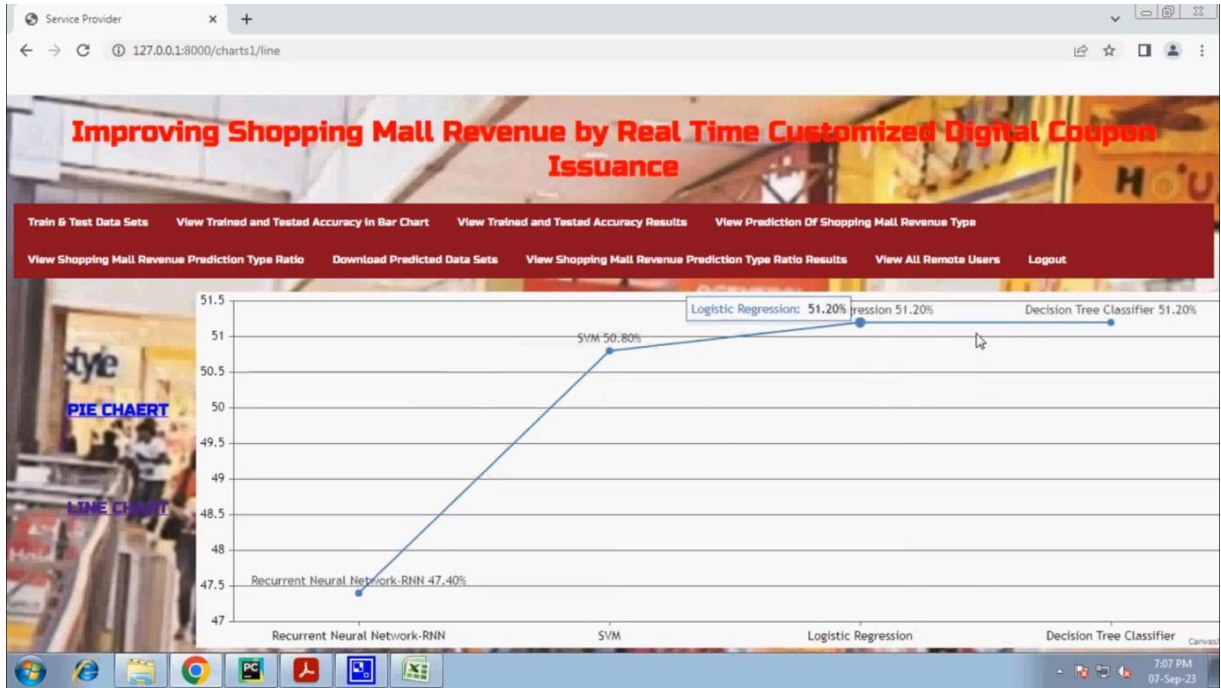 Service Provider
127.0.0.1:8000/charts1/line
Improving Shopping Mall Revenue by Real Time Customized Digital Coupon
Issuance
HOU
Train & Test Data Sets View Trained and Tested Accuracy in Bar Chart View Trained and Tested Accuracy Results View Prediction Of Shopping Mall Revenue Type
View Shopping Mall Revenue Prediction Type Ratio Download Predicted Data Sets View Shopping Mall Revenue Prediction Type Ratio Results View All Remote Users Logout
style
PIE CHAERT
LINE CHART
51.5
51
50.5
50
49.5
49
48.5
48
47.5
47
Logistic Regression: 51.20% ression 51.20%
Decision Tree Classifier 51.20%
SVM 50.80%
Recurrent Neural Network-RNN 47.40%
Recurrent Neural Network-RNN SVM Logistic Regression Decision Tree Classifier
PC
7:07 PM
07-Sep-23